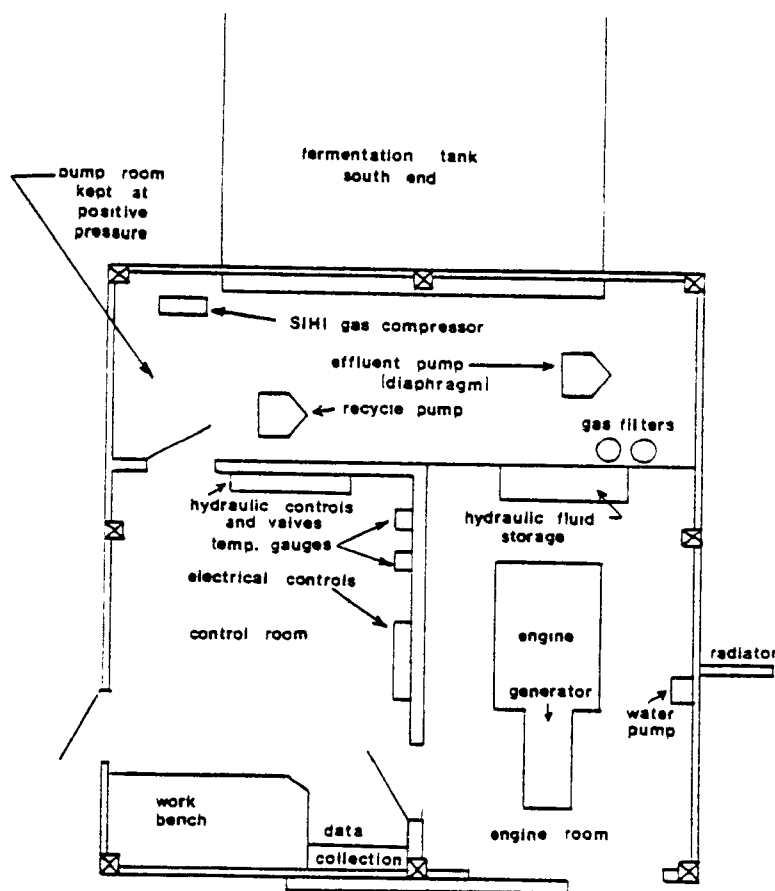 fermentation tank
south end
pump room
kept at
positive
pressure
SIHI gas compressor
effluent pump
(diaphragm)
recycle pump
gas filters
hydraulic controls
and valves
temp. gauges
hydraulic fluid
storage
electrical controls
control room
engine
radiator
generator
water
pump
work
bench
data
collection
engine room